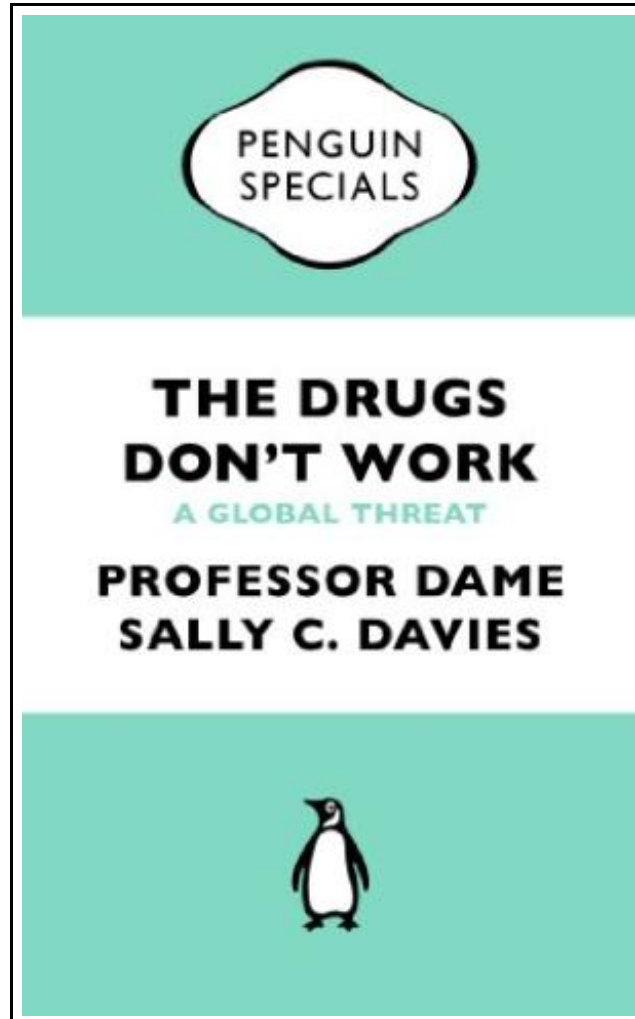 PENGUIN
SPECIALS
THE DRUGS
DON'T WORK
A GLOBAL THREAT
PROFESSOR DAME
SALLY C. DAVIES